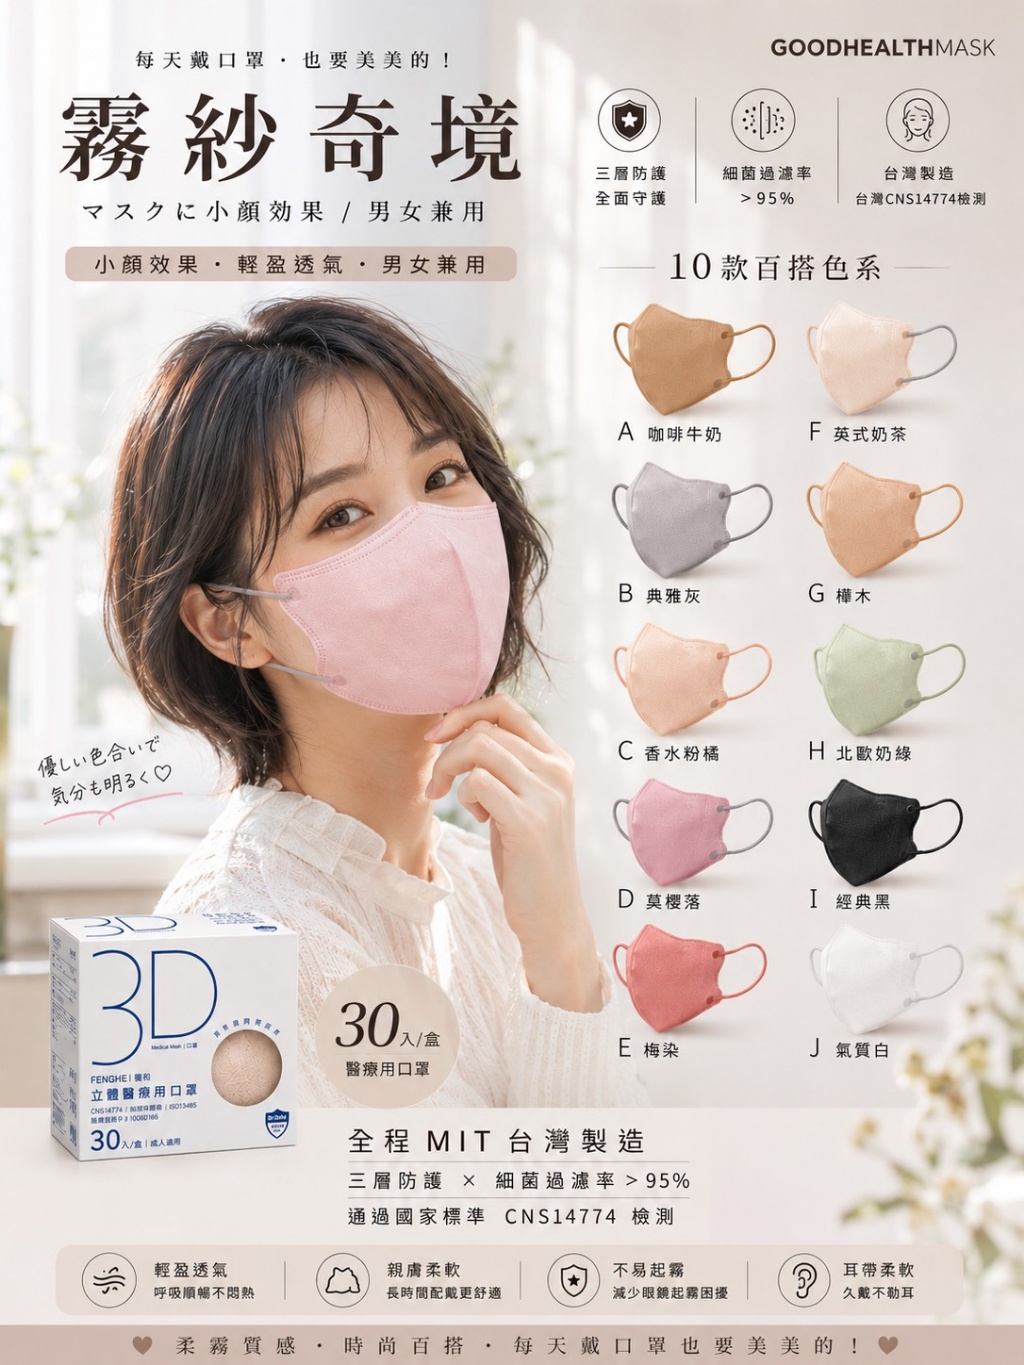 每天戴口罩・也要美美的！
霧紗奇境
マスクに小顔効果 / 男女兼用
小顏效果・輕盈透氣・男女兼用
GOODHEALTHMASK
三層防護
全面守護
細菌過濾率
>95%
台灣製造
台灣CNS14774檢測
10款百搭色系
A 咖啡牛奶
F 英式奶茶
B 典雅灰
G 樺木
C 香水粉橘
H 北歐奶綠
D 莫櫻落
I 經典黑
E 梅染
J 氣質白
優しい色合いで
気分も明るく♡
3D
Medical Mask | 口罩
FENGHE |
立體醫療用口罩
CNS14774 / | ISO13485
30入/盒 | 成人適用
30入/盒
醫療用口罩
全程 MIT 台灣製造
三層防護 × 細菌過濾率>95%
通過國家標準 CNS14774 檢測
輕盈透氣
呼吸順暢不悶熱
親膚柔軟
長時間配戴更舒適
不易起霧
減少眼鏡起霧困擾
耳帶柔軟
久戴不勒耳
柔霧質感・時尚百搭・每天戴口罩也要美美的！